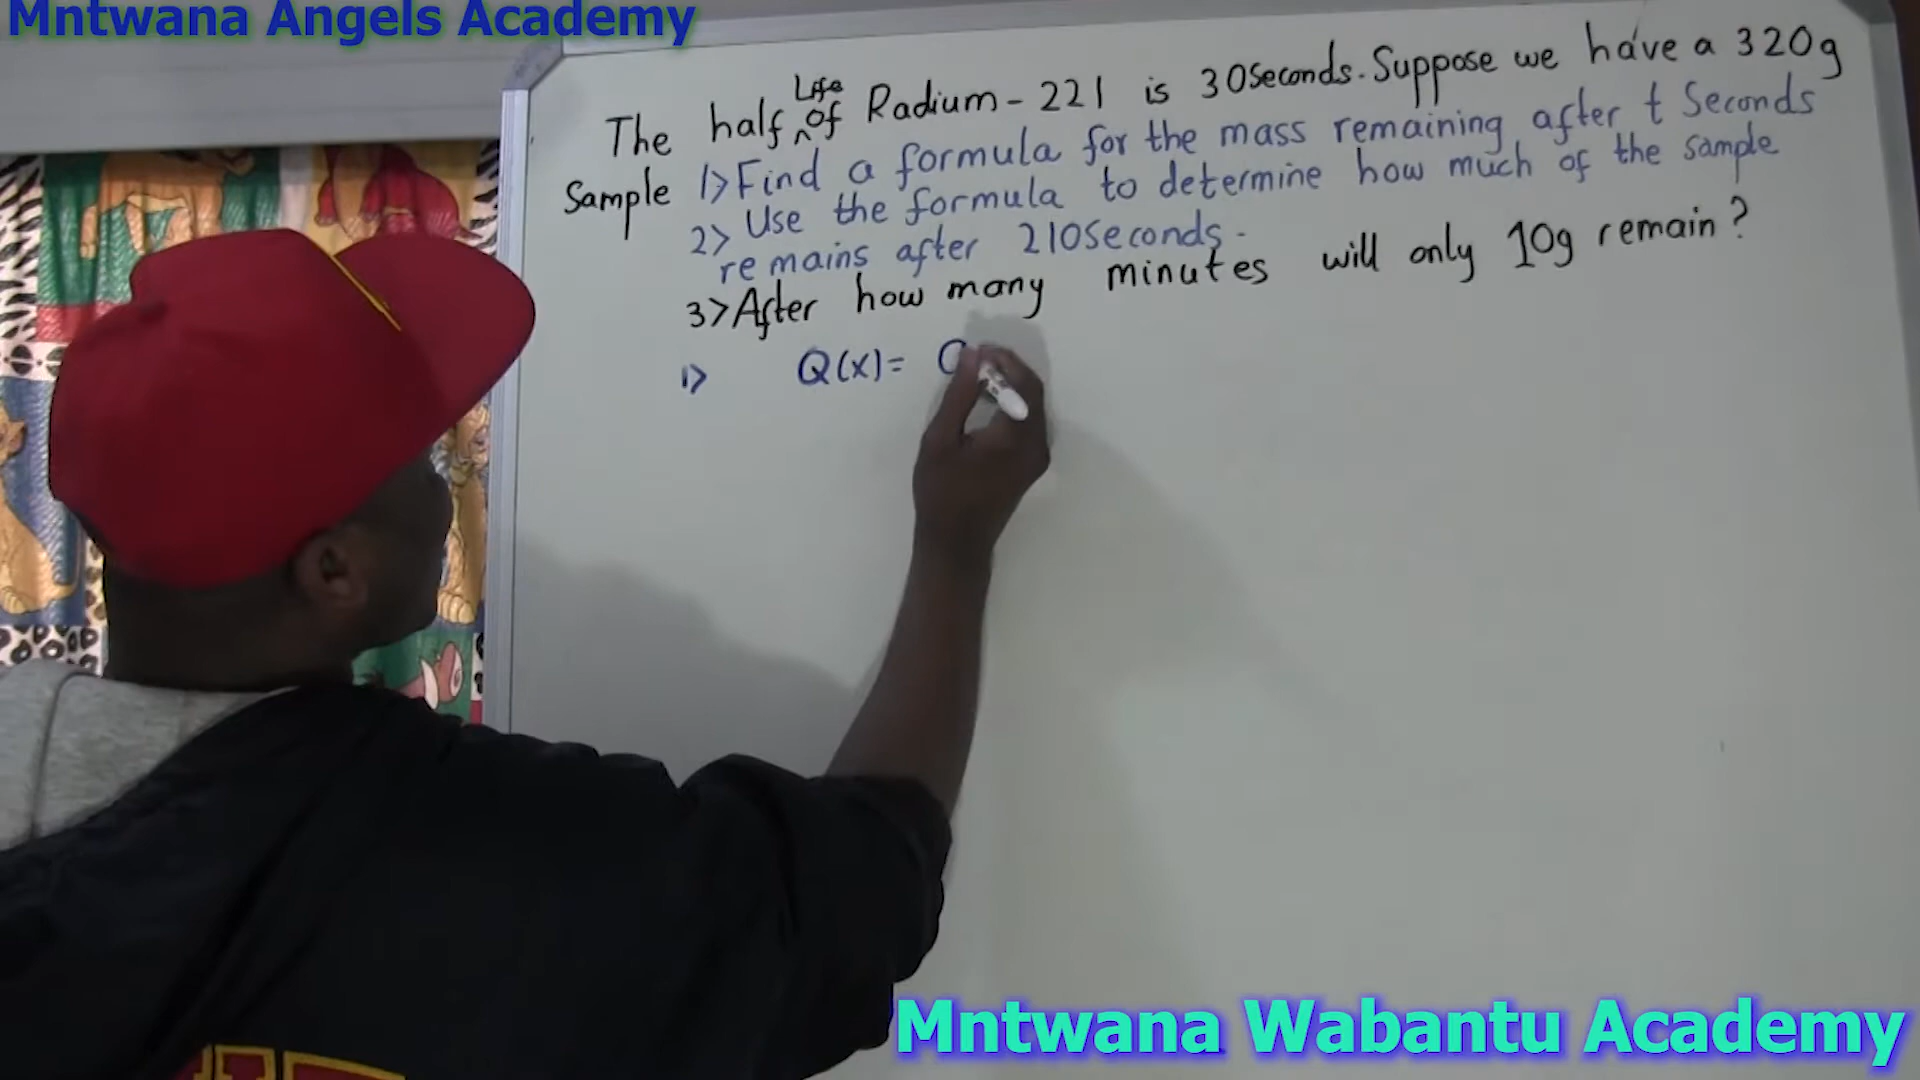 Mntwana Angels Academy
Life
The half ^ of Radium - 221 is 30seconds. Suppose we have a 320g
Sample 1> Find a formula for the mass remaining after t Seconds
2> Use the formula to determine how much of the sample
remains after 210seconds.
3> After how many minutes will only 10g remain?
1> Q(x) =
Mntwana Wabantu Academy